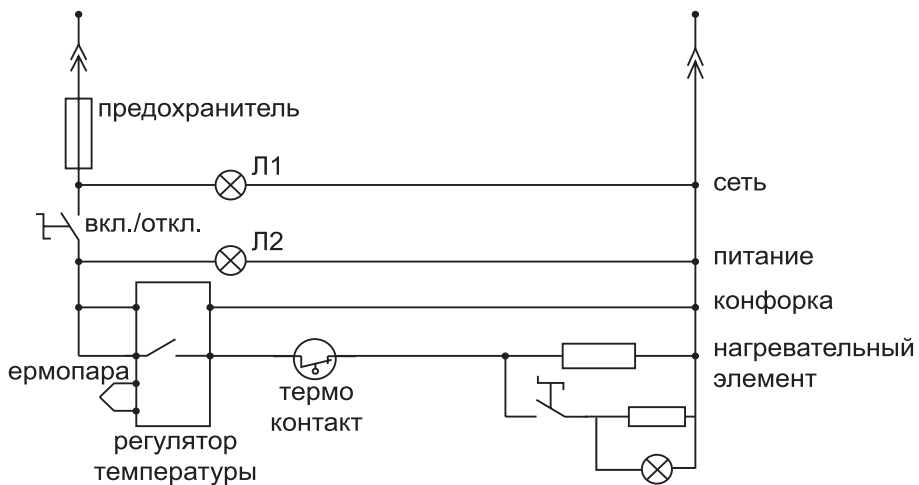 предохранитель
Л1
сеть
вкл./откл.
Л2
питание
конфорка
нагревательный
элемент
ермопара
термо
контакт
регулятор
температуры